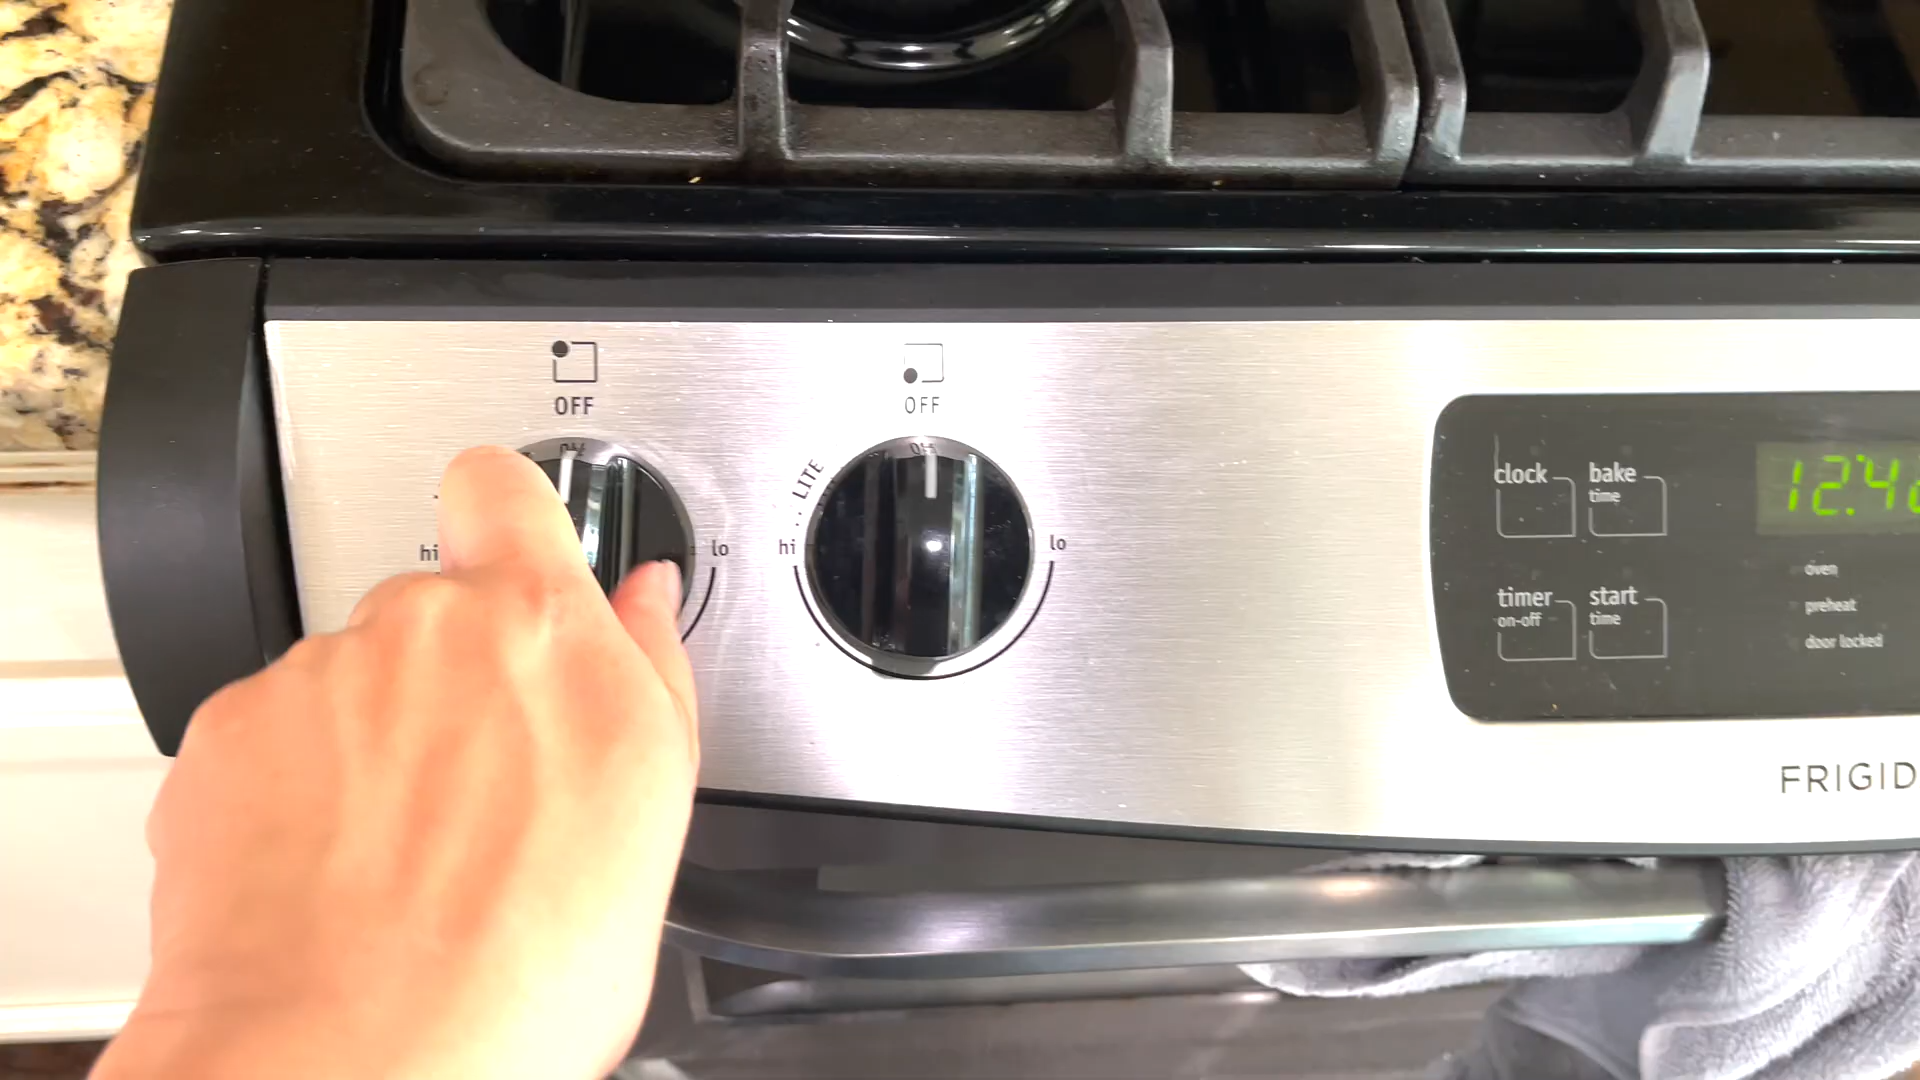 OFF
OFF
LITE
hi
lo
hi
lo
clock
bake
time
timer
on-off
start
time
12:4
oven
preheat
door locked
FRIGID